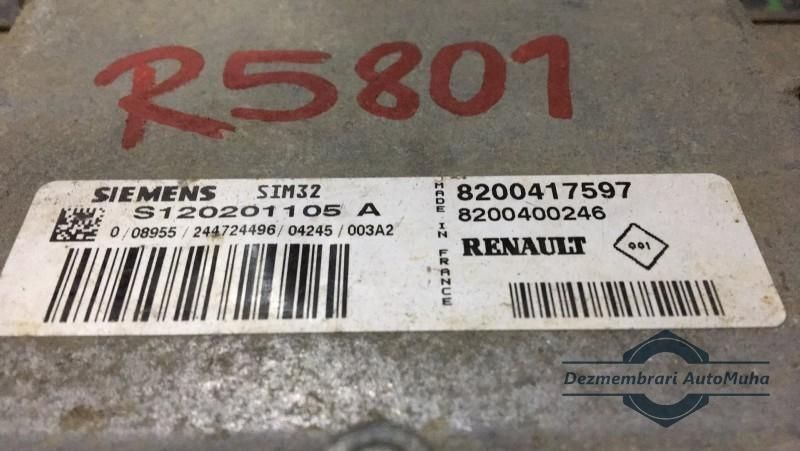 R5801
SIEMENS SIM32
S120201105 A
0 / 08955 / 244724496 / 04245 / 003A2
MADE IN FRANCE
8200417597
8200400246
RENAULT 001
Dezmembrari AutoMuha